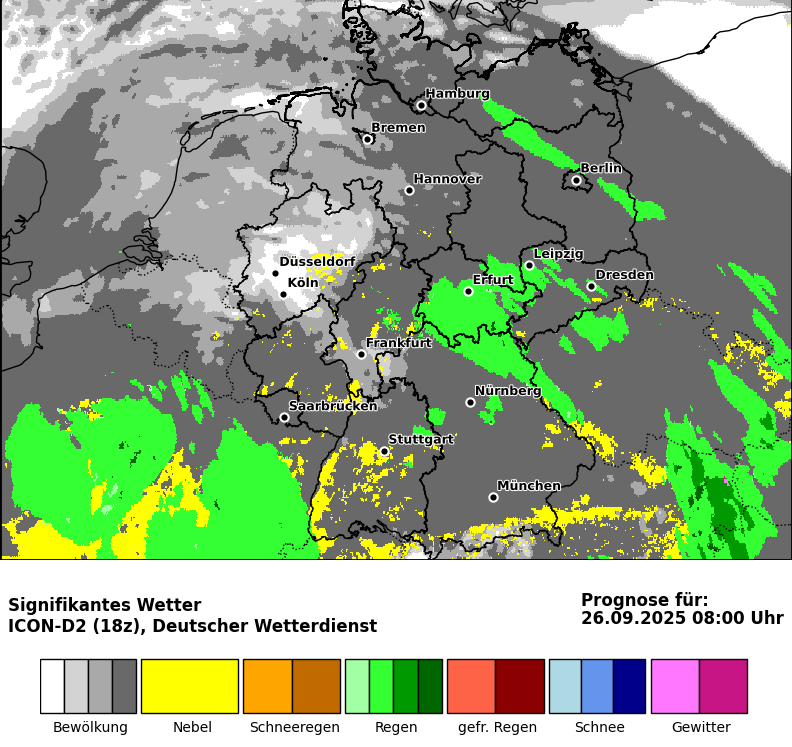 Hamburg
Bremen
Berlin
Hannover
Leipzig
Düsseldorf
Dresden
Erfurt
Köln
Frankfurt
Nürnberg
Saarbrücken
Stuttgart
München
Signifikantes Wetter
ICON-D2 (18z), Deutscher Wetterdienst
Prognose für:
26.09.2025 08:00 Uhr
Bewölkung Nebel Schneeregen Regen gefr. Regen Schnee Gewitter